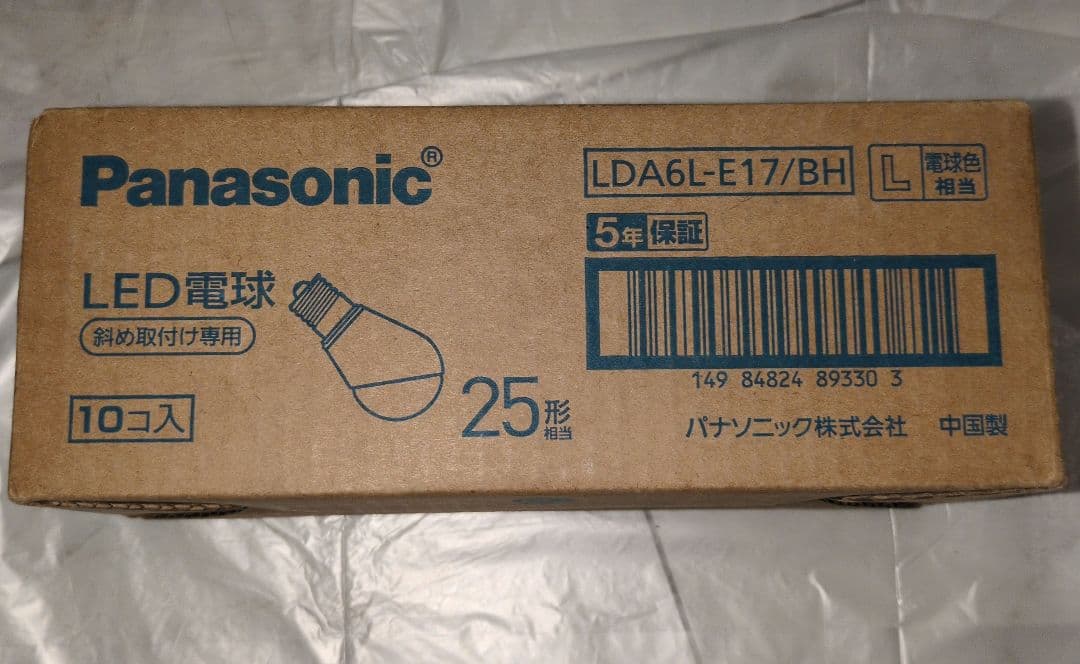 Panasonic®
LED電球
斜め取付け専用
10コ入
25形
相当
LDA6L-E17/BH
L 電球色
相当
5年保証
149 84824 89330 3
パナソニック株式会社 中国製